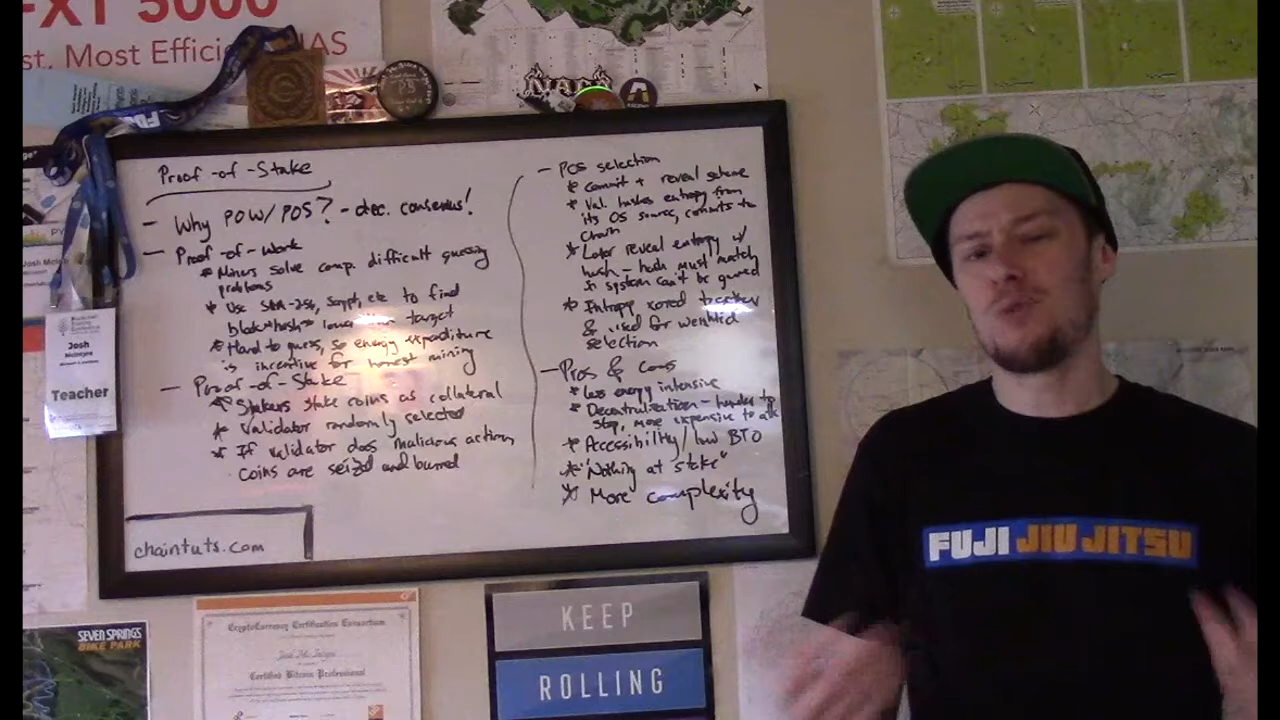 -XT 5000
st. Most Effici NAS
Proof-of-Stake
- Why POW/POS? - dec. consensus!
- Proof-of-work
* Miners solve comp. difficult guessing
problems
* Use SHA-256, scrypt, etc to find
block hash lower than target
* Hard to guess, so energy expenditure
is incentive for honest mining
- Proof-of-Stake
* Stakers stake coins as collateral
* Validator randomly selected
* If validator does malicious action,
coins are seized and burned
chaintuts.com
- POS selection
* commit + reveal scheme
* Val. hashes entropy from
its OS source, commits to
chain
* Later reveal entropy w/
hash - hash must match
so system can't be gamed
* Entropy xored together
& used for weighted
selection
- Pros & Cons
* Less energy intensive
* Decentralization - harder to
stop, more expensive to atk
* Accessibility/low BTO
* "Nothing at stake"
* More complexity
Josh
McIntyre
Teacher
FUJI JIU JITSU
SEVEN SPRINGS
BIKE PARK
CryptoCurrency Certification Consortium
Josh McIntyre
Certified Bitcoin Professional
KEEP
ROLLING